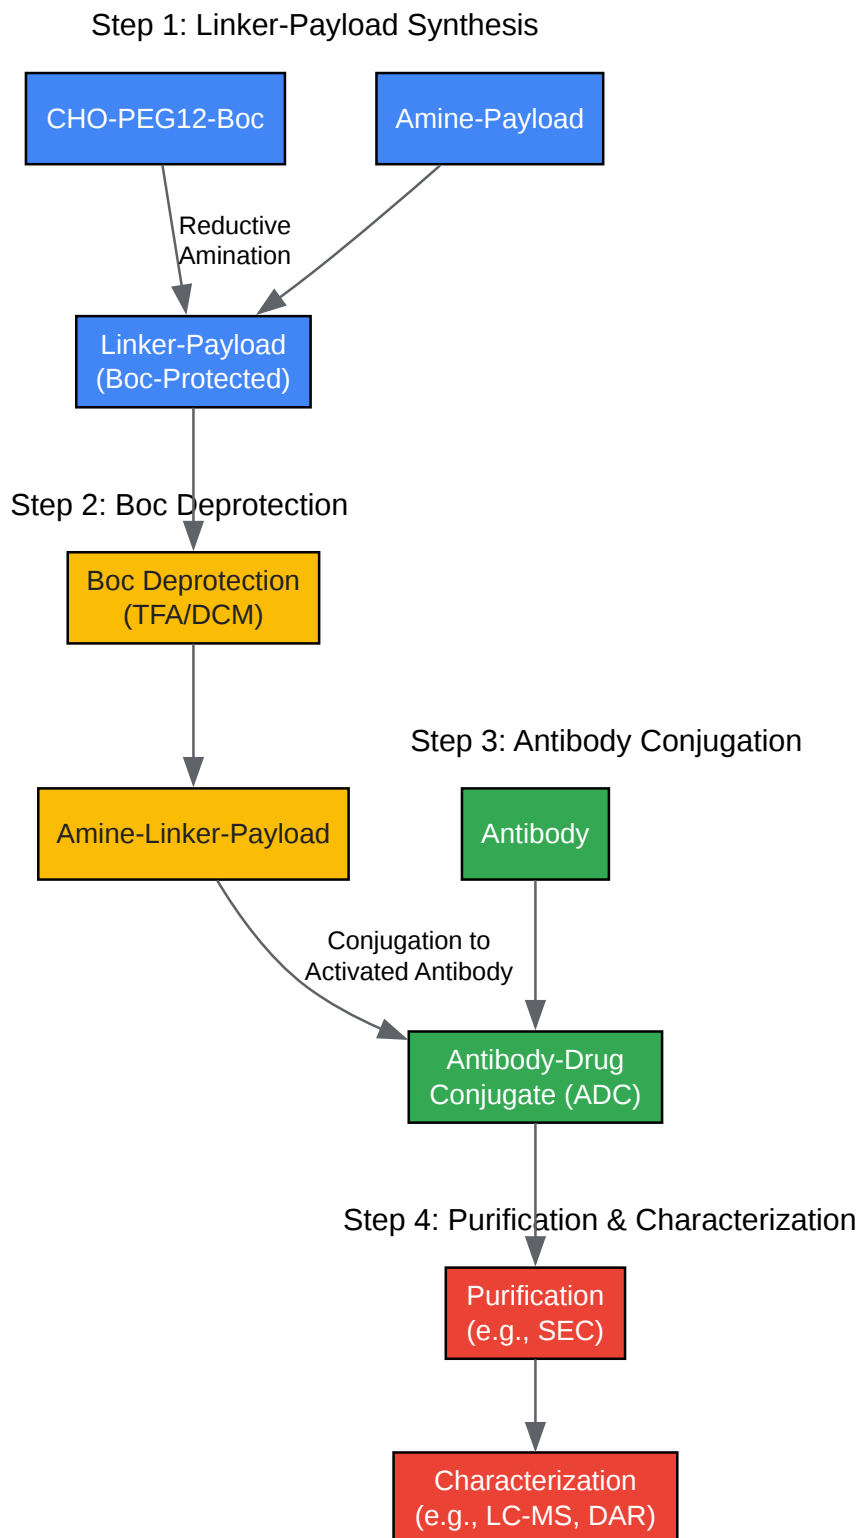 Step 1: Linker-Payload Synthesis
CHO-PEG12-Boc
Amine-Payload
Reductive
Amination
Linker-Payload
(Boc-Protected)
Step 2: Boc Deprotection
Boc Deprotection
(TFA/DCM)
Step 3: Antibody Conjugation
Amine-Linker-Payload
Antibody
Conjugation to
Activated Antibody
Antibody-Drug
Conjugate (ADC)
Step 4: Purification & Characterization
Purification
(e.g., SEC)
Characterization
(e.g., LC-MS, DAR)